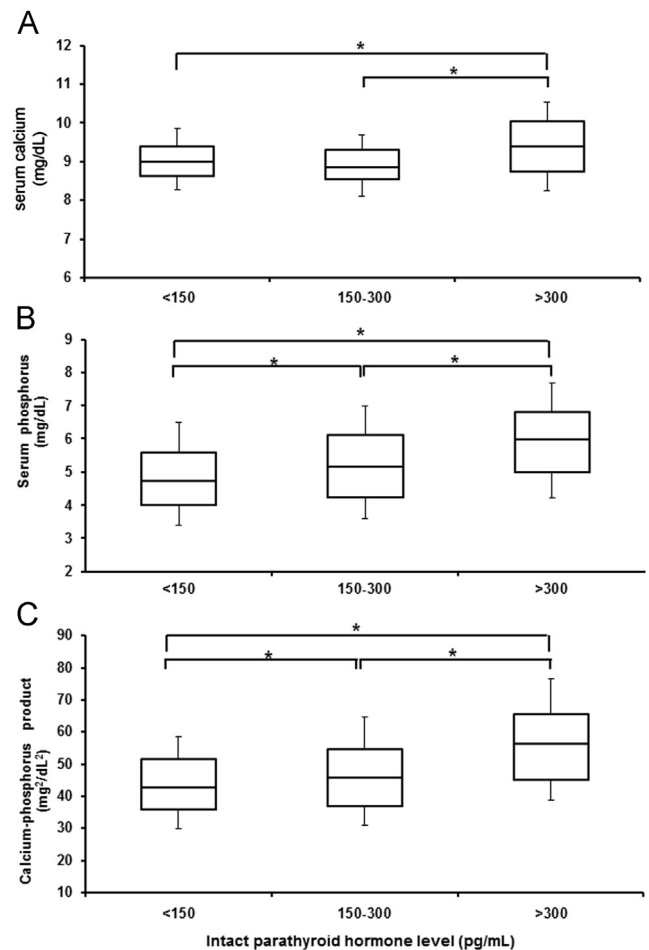 A
12
11
10
9
8
7
6
serum calcium
(mg/dL)
*
*
<150 150-300 >300
B
9
8
7
6
5
4
3
2
Serum phosphorus
(mg/dL)
*
*
*
<150 150-300 >300
C
90
80
70
60
50
40
30
20
10
Calcium-phosphorus product
(mg²/dL²)
*
*
*
<150 150-300 >300
Intact parathyroid hormone level (pg/mL)